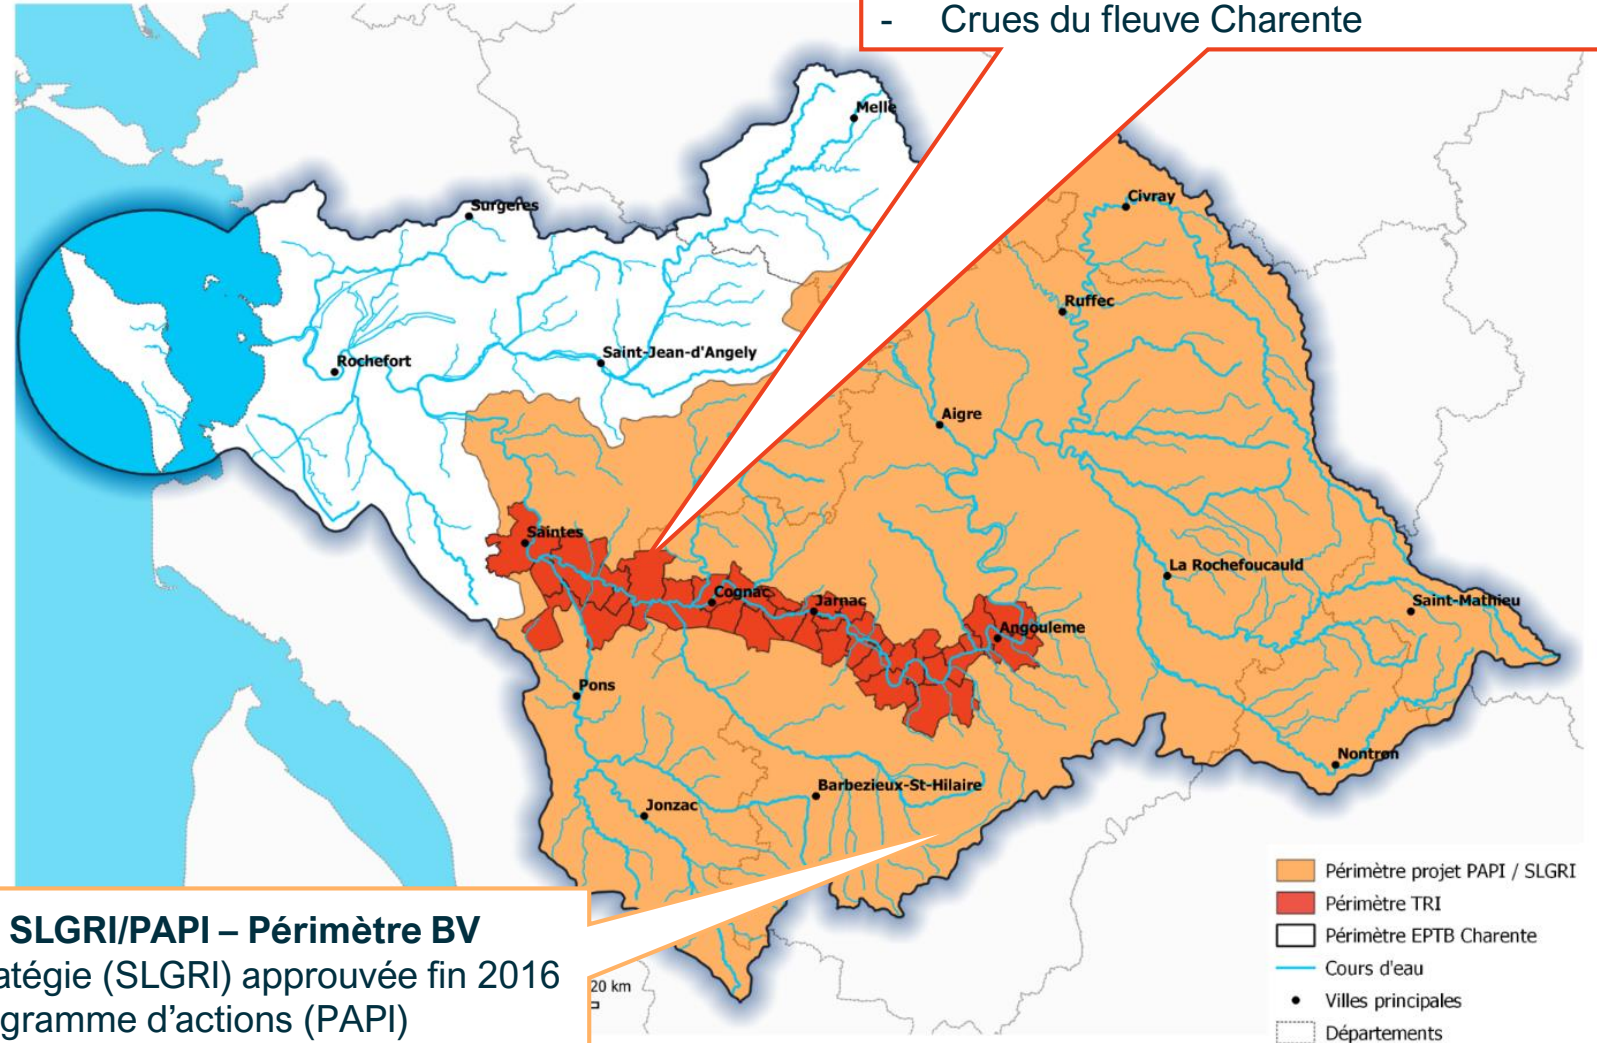 - Crues du fleuve Charente
Melle
Civray
Surgeres
Ruffec
Rochefort
Saint-Jean-d'Angely
Aigre
Saintes
La Rochefoucauld
Cognac
Jarnac
Saint-Mathieu
Angouleme
Pons
Nontron
Barbezieux-St-Hilaire
Jonzac
SLGRI/PAPI – Périmètre BV
atégie (SLGRI) approuvée fin 2016
gramme d'actions (PAPI)
20 km
Périmètre projet PAPI / SLGRI
Périmètre TRI
Périmètre EPTB Charente
Cours d'eau
Villes principales
Départements